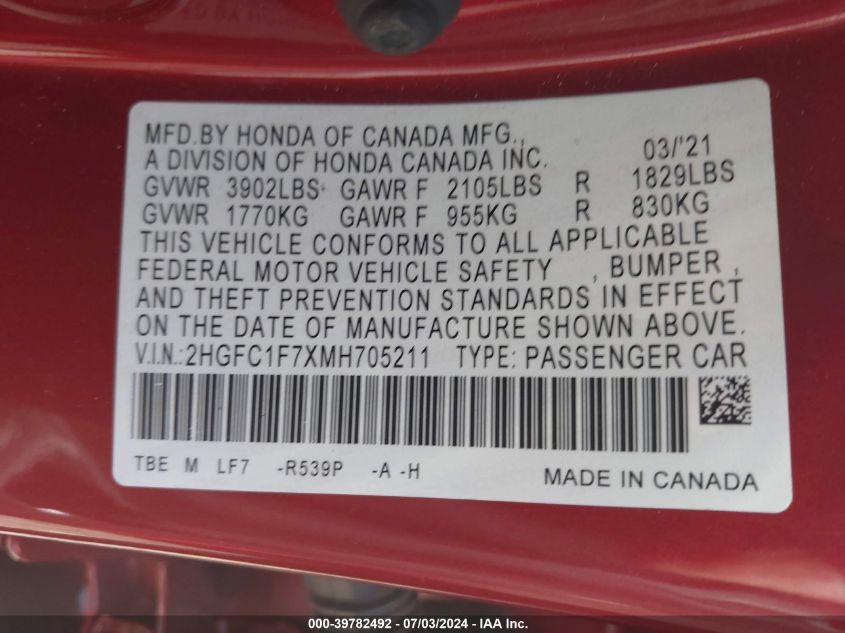 MFD.BY HONDA OF CANADA MFG.,
A DIVISION OF HONDA CANADA INC. 03/'21
GVWR 3902LBS GAWR F 2105LBS R 1829LBS
GVWR 1770KG GAWR F 955KG R 830KG
THIS VEHICLE CONFORMS TO ALL APPLICABLE
FEDERAL MOTOR VEHICLE SAFETY , BUMPER ,
AND THEFT PREVENTION STANDARDS IN EFFECT
ON THE DATE OF MANUFACTURE SHOWN ABOVE.
V.I.N.:2HGFC1F7XMH705211 TYPE: PASSENGER CAR
TBE M LF7 -R539P -A -H
MADE IN CANADA
000-39782492 - 07/03/2024 - IAA Inc.